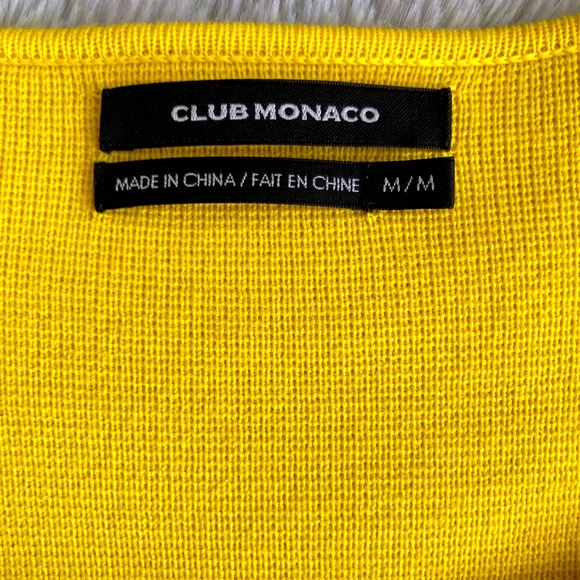 CLUB MONACO
MADE IN CHINA / FAIT EN CHINE M/M